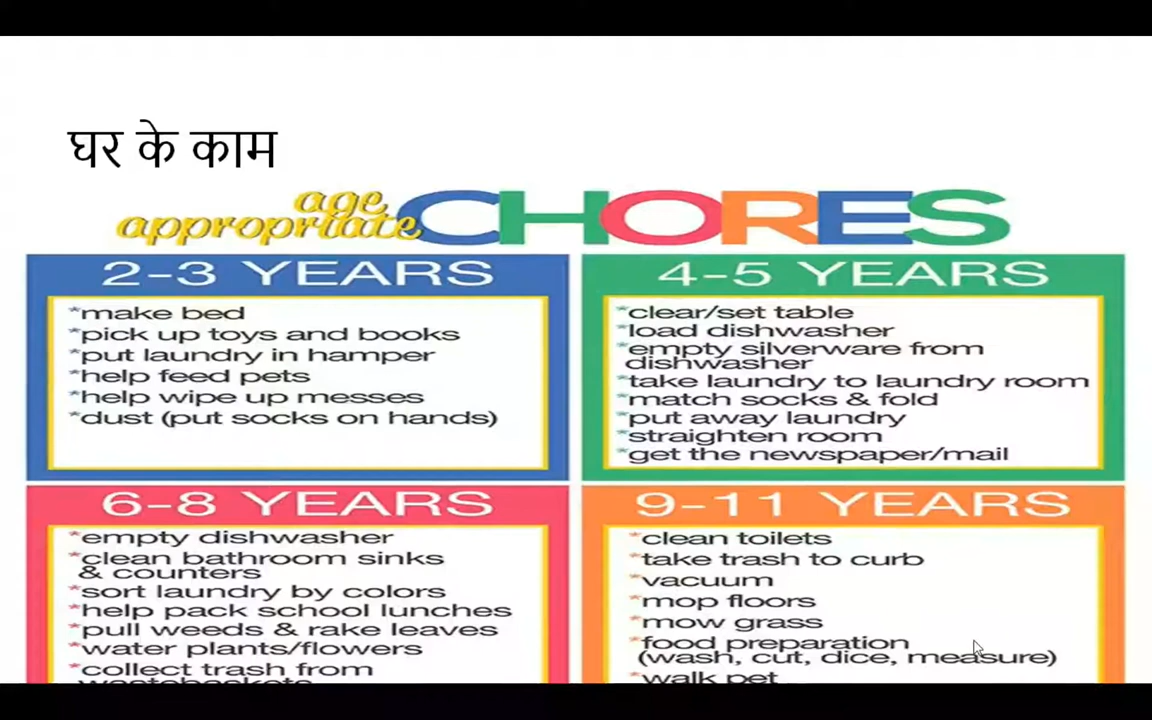 घर के काम
age
appropriate CHORES
2-3 YEARS
*make bed
*pick up toys and books
*put laundry in hamper
*help feed pets
*help wipe up messes
*dust (put socks on hands)
4-5 YEARS
*clear/set table
*load dishwasher
*empty silverware from
dishwasher
*take laundry to laundry room
*match socks & fold
*put away laundry
*straighten room
*get the newspaper/mail
6-8 YEARS
*empty dishwasher
*clean bathroom sinks
& counters
*sort laundry by colors
*help pack school lunches
*pull weeds & rake leaves
*water plants/flowers
*collect trash from
wastebaskets
9-11 YEARS
*clean toilets
*take trash to curb
*vacuum
*mop floors
*mow grass
*food preparation
(wash, cut, dice, measure)
*walk pet